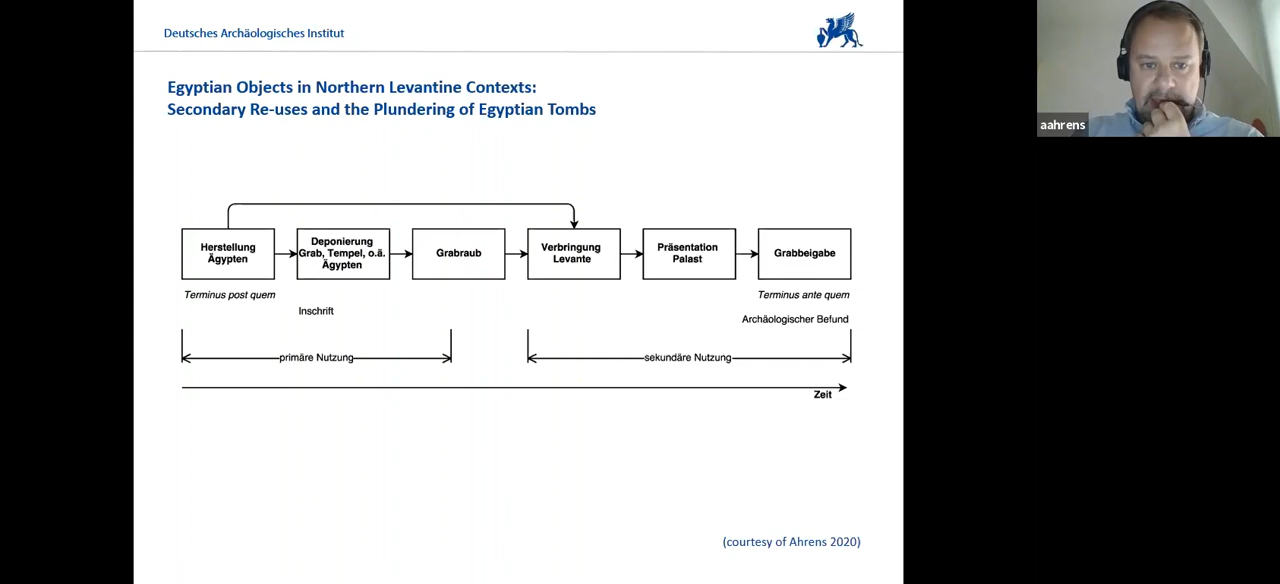 Deutsches Archäologisches Institut
Egyptian Objects in Northern Levantine Contexts:
Secondary Re-uses and the Plundering of Egyptian Tombs
Herstellung
Ägypten
Deponierung
Grab, Tempel, o.ä.
Ägypten
Grabraub
Verbringung
Levante
Präsentation
Palast
Grabbeigabe
Terminus post quem
Inschrift
Terminus ante quem
Archäologischer Befund
primäre Nutzung
sekundäre Nutzung
Zeit
(courtesy of Ahrens 2020)
aahrens